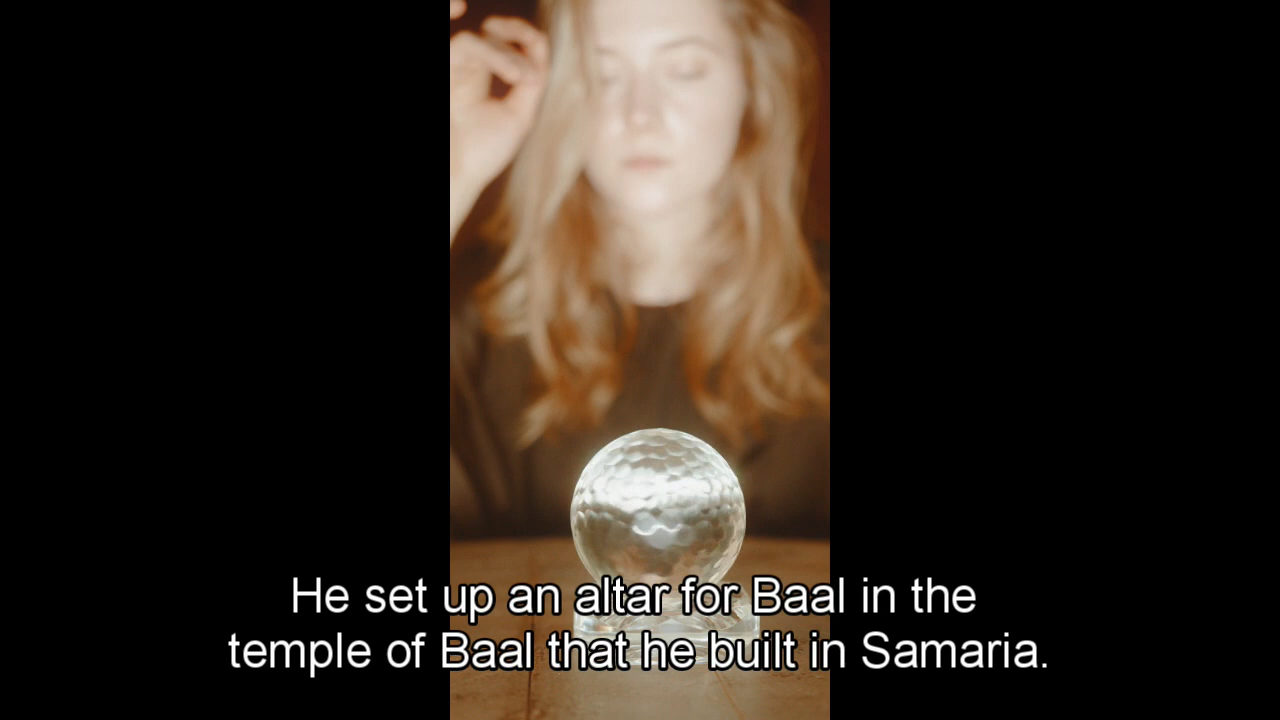 He set up an altar for Baal in the
temple of Baal that he built in Samaria.